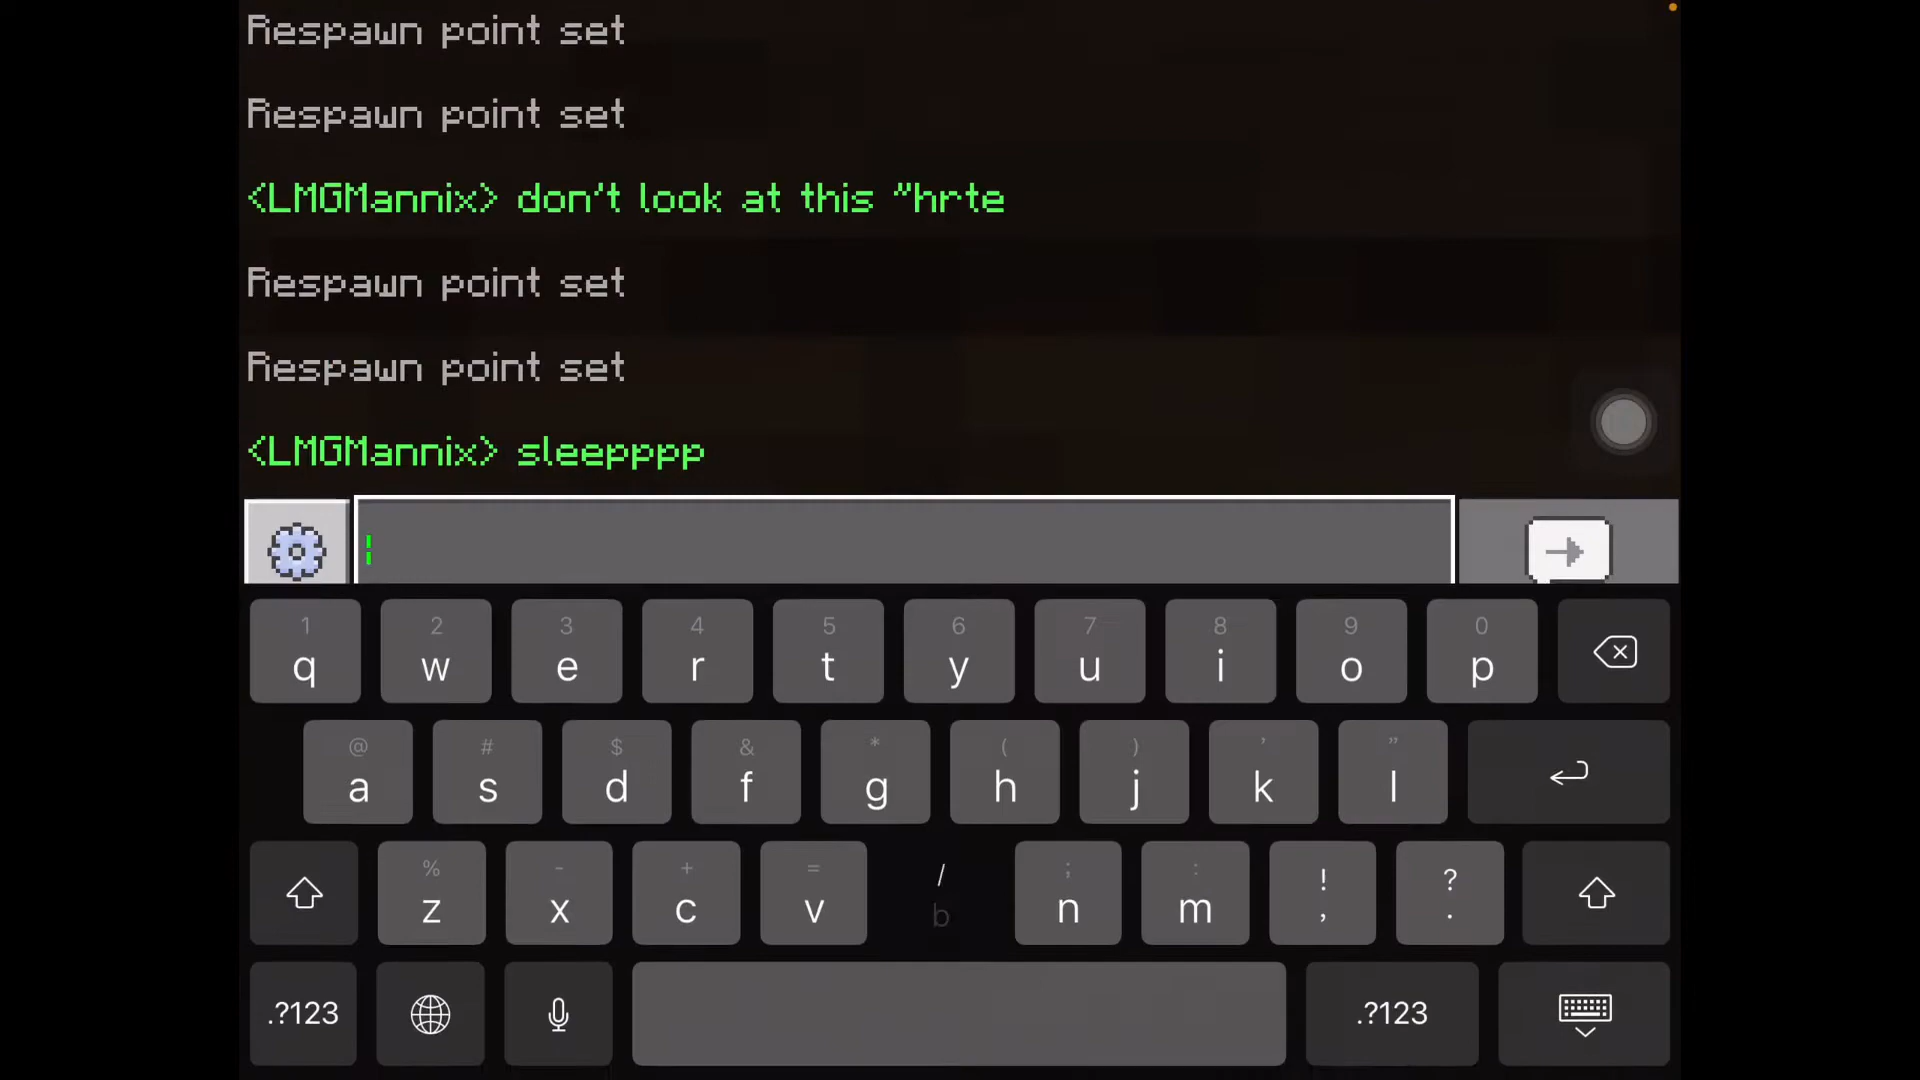 Respawn point set
Respawn point set
<LMGMannix> don't look at this "hrte
Respawn point set
Respawn point set
<LMGMannix> sleepppp
1 2 3 4 5 6 7 8 9 0
q w e r t y u i o p
@ # $ & * ( ) ' "
a s d f g h j k l
% - + = / ; : ! ?
z x c v b n m , .
.?123 .?123